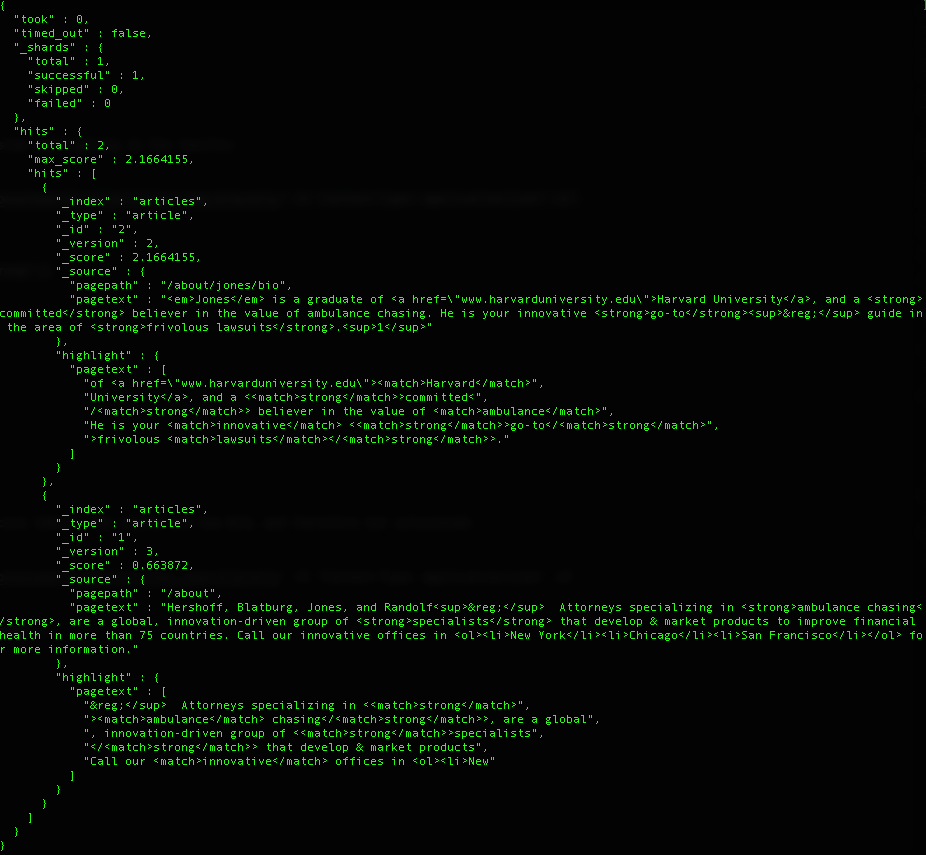 {
  "took" : 0,
  "timed_out" : false,
  "_shards" : {
    "total" : 1,
    "successful" : 1,
    "skipped" : 0,
    "failed" : 0
  },
  "hits" : {
    "total" : 2,
    "max_score" : 2.1664155,
    "hits" : [
      {
        "_index" : "articles",
        "_type" : "article",
        "_id" : "2",
        "_version" : 2,
        "_score" : 2.1664155,
        "_source" : {
          "pagepath" : "/about/jones/bio",
          "pagetext" : "<em>Jones</em> is a graduate of <a href=\"www.harvarduniversity.edu\">Harvard University</a>, and a <strong>
committed</strong> believer in the value of ambulance chasing. He is your innovative <strong>go-to</strong><sup>&reg;</sup> guide in
 the area of <strong>frivolous lawsuits</strong>.<sup>1</sup>"
        },
        "highlight" : {
          "pagetext" : [
            "of <a href=\"www.harvarduniversity.edu\"><match>Harvard</match>",
            "University</a>, and a <<match>strong</match>>committed<",
            "/<match>strong</match>> believer in the value of <match>ambulance</match>",
            "He is your <match>innovative</match> <<match>strong</match>>go-to</<match>strong</match>",
            ">frivolous <match>lawsuits</match></<match>strong</match>>."
          ]
        }
      },
      {
        "_index" : "articles",
        "_type" : "article",
        "_id" : "1",
        "_version" : 3,
        "_score" : 0.663872,
        "_source" : {
          "pagepath" : "/about",
          "pagetext" : "Hershoff, Blatburg, Jones, and Randolf<sup>&reg;</sup>  Attorneys specializing in <strong>ambulance chasing<
/strong>, are a global, innovation-driven group of <strong>specialists</strong> that develop & market products to improve financial
health in more than 75 countries. Call our innovative offices in <ol><li>New York</li><li>Chicago</li><li>San Francisco</li></ol> fo
r more information."
        },
        "highlight" : {
          "pagetext" : [
            "&reg;</sup>  Attorneys specializing in <<match>strong</match>",
            "><match>ambulance</match> chasing</<match>strong</match>>, are a global",
            ", innovation-driven group of <<match>strong</match>>specialists",
            "</<match>strong</match>> that develop & market products",
            "Call our <match>innovative</match> offices in <ol><li>New"
          ]
        }
      }
    ]
  }
}